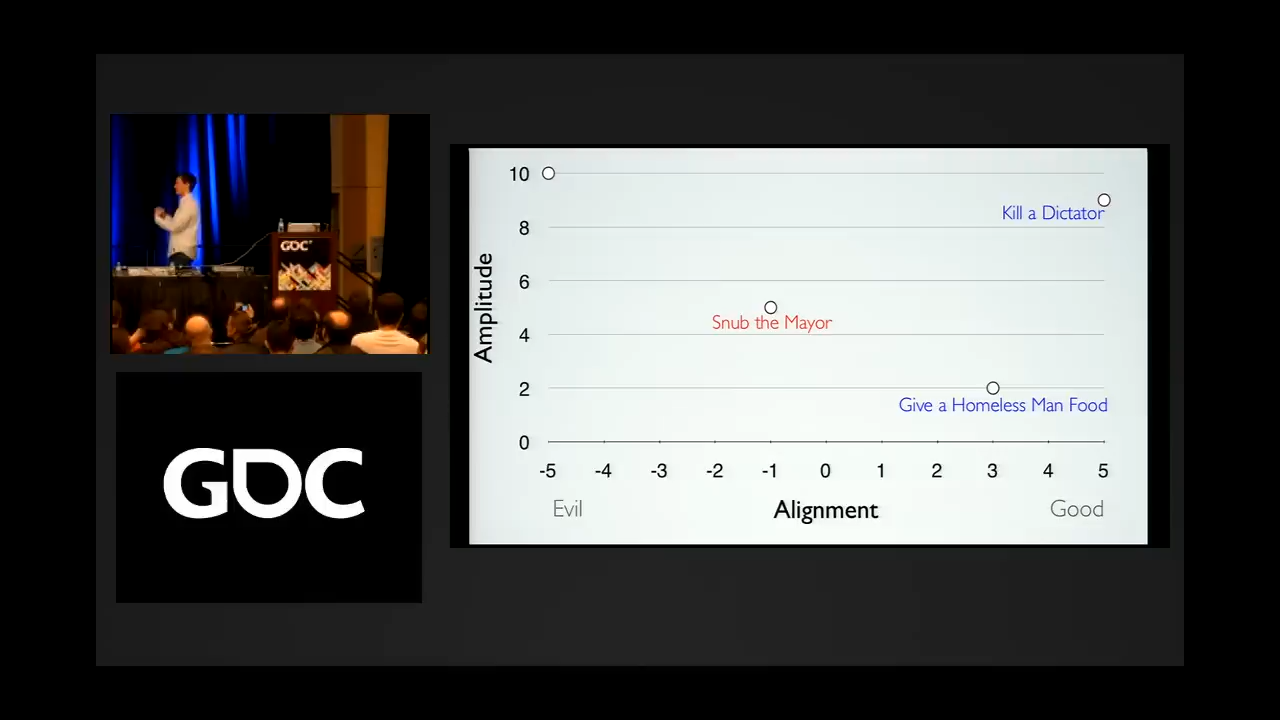 GDC
GDC
10
8
6
4
2
0
Amplitude
Kill a Dictator
Snub the Mayor
Give a Homeless Man Food
-5 -4 -3 -2 -1 0 1 2 3 4 5
Evil Alignment Good